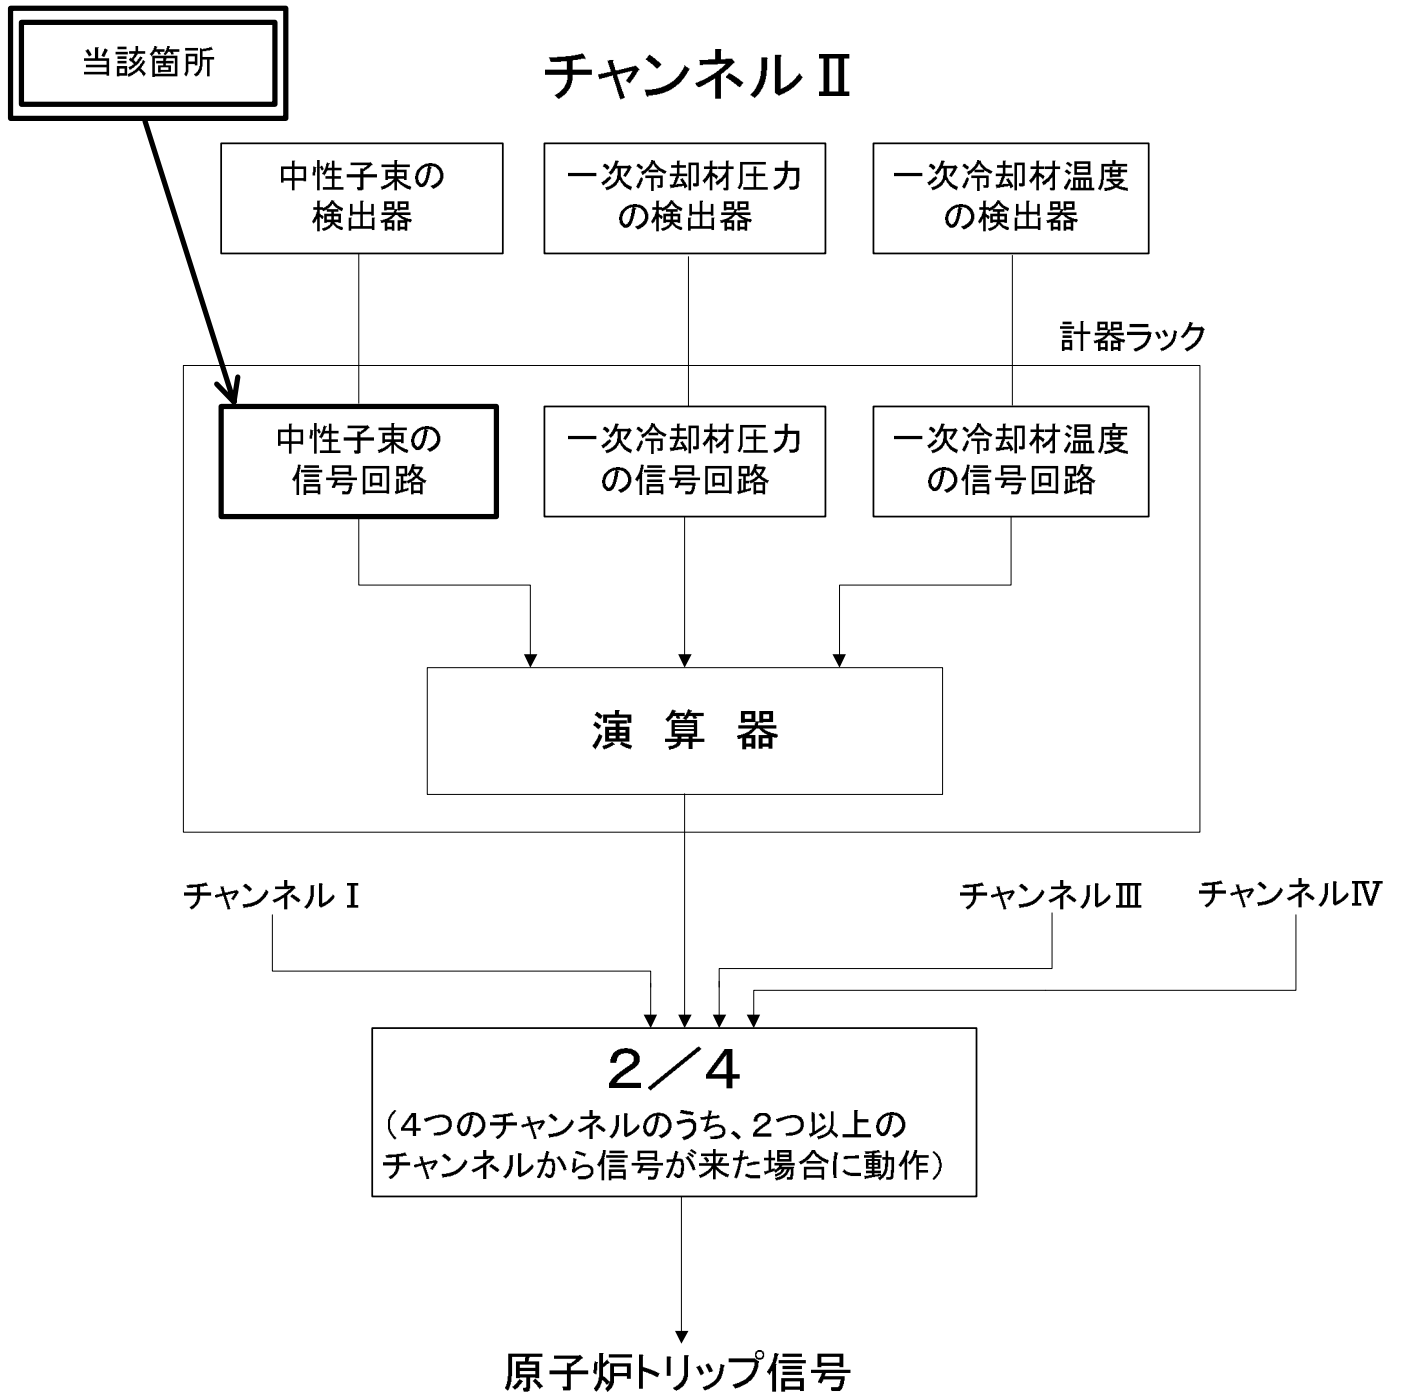 当該箇所
チャンネルⅡ
中性子束の
検出器
一次冷却材圧力
の検出器
一次冷却材温度
の検出器
計器ラック
中性子束の
信号回路
一次冷却材圧力
の信号回路
一次冷却材温度
の信号回路
演 算 器
チャンネルⅠ
チャンネルⅢ
チャンネルⅣ
2/4
（4つのチャンネルのうち、2つ以上の
チャンネルから信号が来た場合に動作）
原子炉トリップ信号